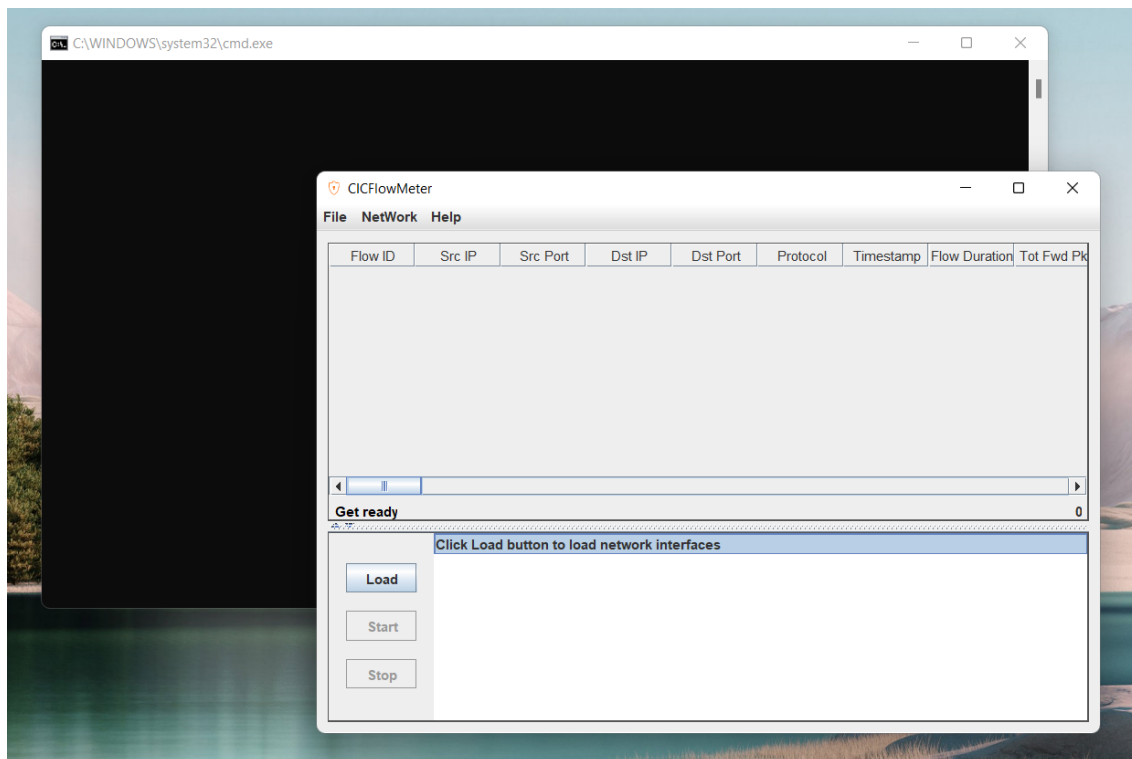 C:\WINDOWS\system32\cmd.exe
CICFlowMeter
File NetWork Help
Flow ID Src IP Src Port Dst IP Dst Port Protocol Timestamp Flow Duration Tot Fwd Pk
Get ready 0
Click Load button to load network interfaces
Load
Start
Stop